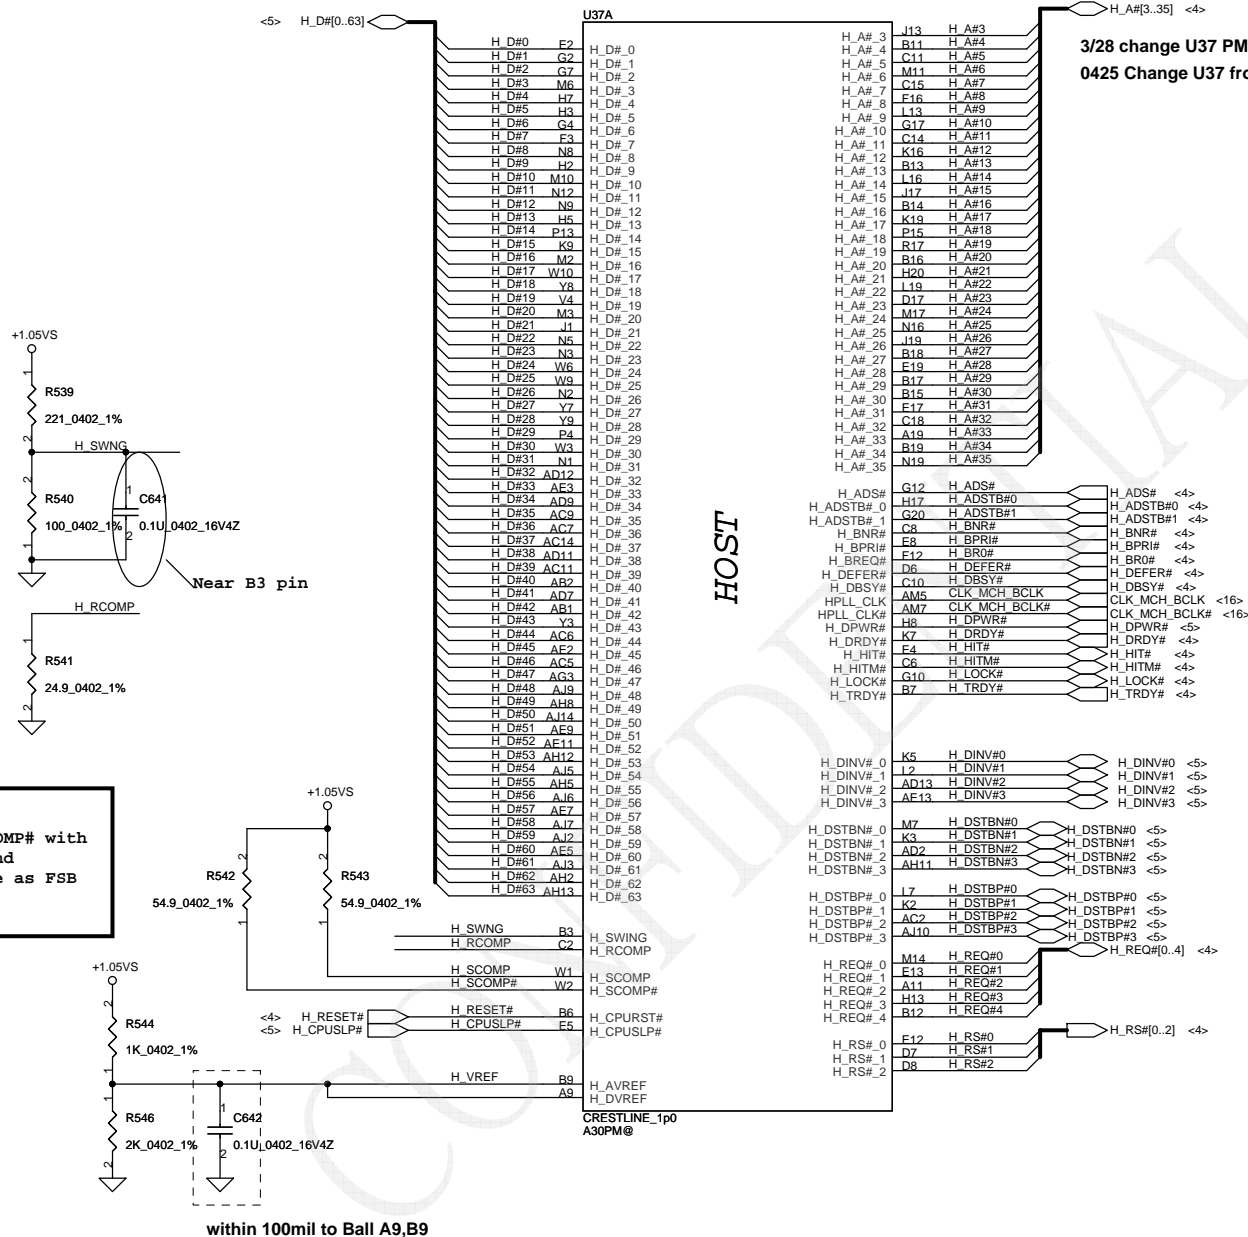 <5> H_D#[0..63]
U37A
H_A#[3..35] <4>
3/28 change U37 PM
0425 Change U37 fro
H_D#0 E2 H_D#_0
H_D#1 G2 H_D#_1
H_D#2 G7 H_D#_2
H_D#3 M6 H_D#_3
H_D#4 H7 H_D#_4
H_D#5 H3 H_D#_5
H_D#6 G4 H_D#_6
H_D#7 F3 H_D#_7
H_D#8 N8 H_D#_8
H_D#9 H2 H_D#_9
H_D#10 M10 H_D#_10
H_D#11 N12 H_D#_11
H_D#12 N9 H_D#_12
H_D#13 H5 H_D#_13
H_D#14 P13 H_D#_14
H_D#15 K9 H_D#_15
H_D#16 M2 H_D#_16
H_D#17 W10 H_D#_17
H_D#18 Y8 H_D#_18
H_D#19 V4 H_D#_19
H_D#20 M3 H_D#_20
H_D#21 J1 H_D#_21
H_D#22 N5 H_D#_22
H_D#23 N3 H_D#_23
H_D#24 W6 H_D#_24
H_D#25 W9 H_D#_25
H_D#26 N2 H_D#_26
H_D#27 Y7 H_D#_27
H_D#28 Y9 H_D#_28
H_D#29 P4 H_D#_29
H_D#30 W3 H_D#_30
H_D#31 N1 H_D#_31
H_D#32 AD12 H_D#_32
H_D#33 AE3 H_D#_33
H_D#34 AD9 H_D#_34
H_D#35 AC9 H_D#_35
H_D#36 AC7 H_D#_36
H_D#37 AC14 H_D#_37
H_D#38 AD11 H_D#_38
H_D#39 AC11 H_D#_39
H_D#40 AB2 H_D#_40
H_D#41 AD7 H_D#_41
H_D#42 AB1 H_D#_42
H_D#43 Y3 H_D#_43
H_D#44 AC6 H_D#_44
H_D#45 AE2 H_D#_45
H_D#46 AC5 H_D#_46
H_D#47 AG3 H_D#_47
H_D#48 AJ9 H_D#_48
H_D#49 AH8 H_D#_49
H_D#50 AJ14 H_D#_50
H_D#51 AE9 H_D#_51
H_D#52 AE11 H_D#_52
H_D#53 AH12 H_D#_53
H_D#54 AJ5 H_D#_54
H_D#55 AH5 H_D#_55
H_D#56 AJ6 H_D#_56
H_D#57 AE7 H_D#_57
H_D#58 AJ7 H_D#_58
H_D#59 AJ2 H_D#_59
H_D#60 AE5 H_D#_60
H_D#61 AJ3 H_D#_61
H_D#62 AH2 H_D#_62
H_D#63 AH13 H_D#_63
H_SWNG B3 H_SWING
H_RCOMP C2 H_RCOMP
H_SCOMP W1 H_SCOMP
H_SCOMP# W2 H_SCOMP#
<4> H_RESET# H_RESET# B6 H_CPURST#
<5> H_CPUSLP# H_CPUSLP# E5 H_CPUSLP#
H_VREF B9 H_AVREF
A9 H_DVREF
CRESTLINE_1p0
A30PM@
HOST
H_A#_3 J13 H_A#3
H_A#_4 B11 H_A#4
H_A#_5 C11 H_A#5
H_A#_6 M11 H_A#6
H_A#_7 C15 H_A#7
H_A#_8 F16 H_A#8
H_A#_9 L13 H_A#9
H_A#_10 G17 H_A#10
H_A#_11 C14 H_A#11
H_A#_12 K16 H_A#12
H_A#_13 B13 H_A#13
H_A#_14 L16 H_A#14
H_A#_15 J17 H_A#15
H_A#_16 B14 H_A#16
H_A#_17 K19 H_A#17
H_A#_18 P15 H_A#18
H_A#_19 R17 H_A#19
H_A#_20 B16 H_A#20
H_A#_21 H20 H_A#21
H_A#_22 L19 H_A#22
H_A#_23 D17 H_A#23
H_A#_24 M17 H_A#24
H_A#_25 N16 H_A#25
H_A#_26 J19 H_A#26
H_A#_27 B18 H_A#27
H_A#_28 E19 H_A#28
H_A#_29 B17 H_A#29
H_A#_30 B15 H_A#30
H_A#_31 E17 H_A#31
H_A#_32 C18 H_A#32
H_A#_33 A19 H_A#33
H_A#_34 B19 H_A#34
H_A#_35 N19 H_A#35
H_ADS# G12 H_ADS# H_ADS# <4>
H_ADSTB#_0 H17 H_ADSTB#0 H_ADSTB#0 <4>
H_ADSTB#_1 G20 H_ADSTB#1 H_ADSTB#1 <4>
H_BNR# C8 H_BNR# H_BNR# <4>
H_BPRI# E8 H_BPRI# H_BPRI# <4>
H_BREQ# F12 H_BR0# H_BR0# <4>
H_DEFER# D6 H_DEFER# H_DEFER# <4>
H_DBSY# C10 H_DBSY# H_DBSY# <4>
HPLL_CLK AM5 CLK_MCH_BCLK CLK_MCH_BCLK <16>
HPLL_CLK# AM7 CLK_MCH_BCLK# CLK_MCH_BCLK# <16>
H_DPWR# H8 H_DPWR# H_DPWR# <5>
H_DRDY# K7 H_DRDY# H_DRDY# <4>
H_HIT# E4 H_HIT# H_HIT# <4>
H_HITM# C6 H_HITM# H_HITM# <4>
H_LOCK# G10 H_LOCK# H_LOCK# <4>
H_TRDY# B7 H_TRDY# H_TRDY# <4>
H_DINV#_0 K5 H_DINV#0 H_DINV#0 <5>
H_DINV#_1 L2 H_DINV#1 H_DINV#1 <5>
H_DINV#_2 AD13 H_DINV#2 H_DINV#2 <5>
H_DINV#_3 AE13 H_DINV#3 H_DINV#3 <5>
H_DSTBN#_0 M7 H_DSTBN#0 H_DSTBN#0 <5>
H_DSTBN#_1 K3 H_DSTBN#1 H_DSTBN#1 <5>
H_DSTBN#_2 AD2 H_DSTBN#2 H_DSTBN#2 <5>
H_DSTBN#_3 AH11 H_DSTBN#3 H_DSTBN#3 <5>
H_DSTBP#_0 L7 H_DSTBP#0 H_DSTBP#0 <5>
H_DSTBP#_1 K2 H_DSTBP#1 H_DSTBP#1 <5>
H_DSTBP#_2 AC2 H_DSTBP#2 H_DSTBP#2 <5>
H_DSTBP#_3 AJ10 H_DSTBP#3 H_DSTBP#3 <5>
H_REQ#[0..4] <4>
H_REQ#_0 M14 H_REQ#0
H_REQ#_1 E13 H_REQ#1
H_REQ#_2 A11 H_REQ#2
H_REQ#_3 H13 H_REQ#3
H_REQ#_4 B12 H_REQ#4
H_RS#[0..2] <4>
H_RS#_0 E12 H_RS#0
H_RS#_1 D7 H_RS#1
H_RS#_2 D8 H_RS#2
+1.05VS
1
R539
221_0402_1%
2
H_SWNG
2
R540
100_0402_1%
1
1
C641
0.1U_0402_16V4Z
2
Near B3 pin
H_RCOMP
1
R541
24.9_0402_1%
2
OMP# with
nd
e as FSB
+1.05VS
2
R542
54.9_0402_1%
1
2
R543
54.9_0402_1%
1
+1.05VS
2
R544
1K_0402_1%
1
1
R546
2K_0402_1%
2
1
C642
0.1U_0402_16V4Z
2
within 100mil to Ball A9,B9
CONFIDENTIAL